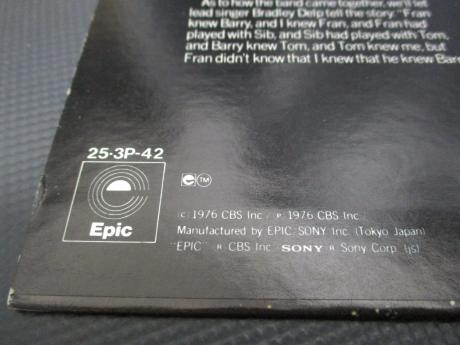 As to how the band came together, we'll let
lead singer Bradley Delp tell the story. "Fran
knew Barry, and I knew Fran, and Fran had
played with Sib, and Sib had played with Tom,
and Barry knew Tom, and Tom knew me, but
Fran didn't know that I knew that he knew Barr
25·3P-42
Epic
e TM
© 1976 CBS Inc / ℗ 1976 CBS Inc
Manufactured by EPIC/SONY Inc. (Tokyo Japan)
"EPIC" ® CBS Inc. SONY ® Sony Corp. (js)